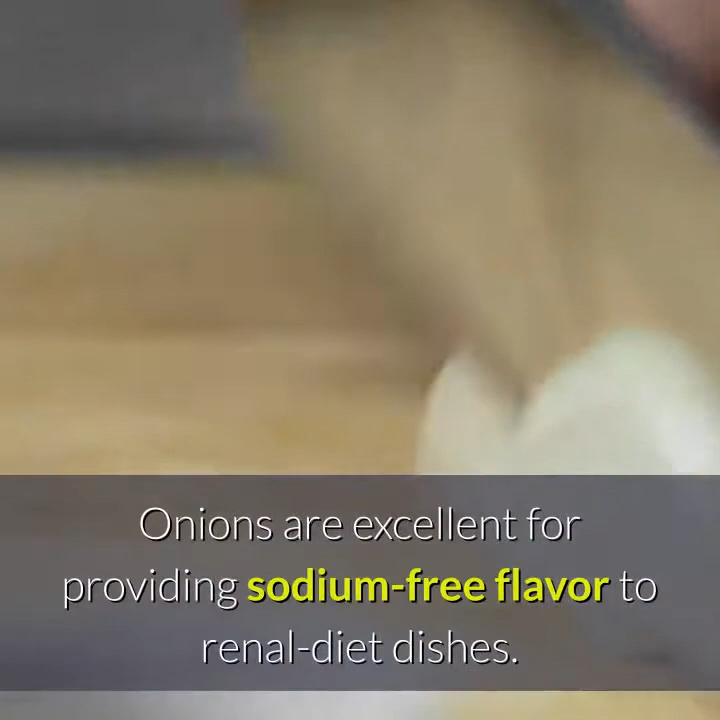 Onions are excellent for
providing sodium-free flavor to
renal-diet dishes.